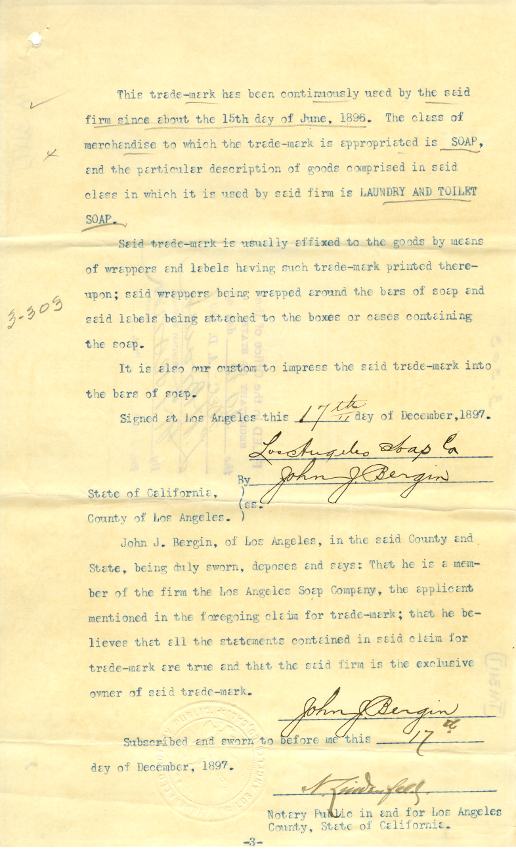 This trade-mark has been continuously used by the said
firm since about the 15th day of June, 1896. The class of
merchandise to which the trade-mark is appropriated is SOAP,
and the particular description of goods comprised in said
class in which it is used by said firm is LAUNDRY AND TOILET
SOAP.
Said trade-mark is usually affixed to the goods by means
of wrappers and labels having such trade-mark printed there-
upon; said wrappers being wrapped around the bars of soap and
3-303
said labels being attached to the boxes or cases containing
the soap.
It is also our custom to impress the said trade-mark into
the bars of soap.
Signed at Los Angeles this 17th day of December, 1897.
Los Angeles Soap Co
By John J. Bergin
State of California, )
(ss.
County of Los Angeles. )
John J. Bergin, of Los Angeles, in the said County and
State, being duly sworn, deposes and says: That he is a mem-
ber of the firm the Los Angeles Soap Company, the applicant
mentioned in the foregoing claim for trade-mark; that he be-
lieves that all the statements contained in said claim for
trade-mark are true and that the said firm is the exclusive
owner of said trade-mark.
John J. Bergin
Subscribed and sworn to before me this 17th
day of December, 1897.
Notary Public in and for Los Angeles
County, State of California.
-3-